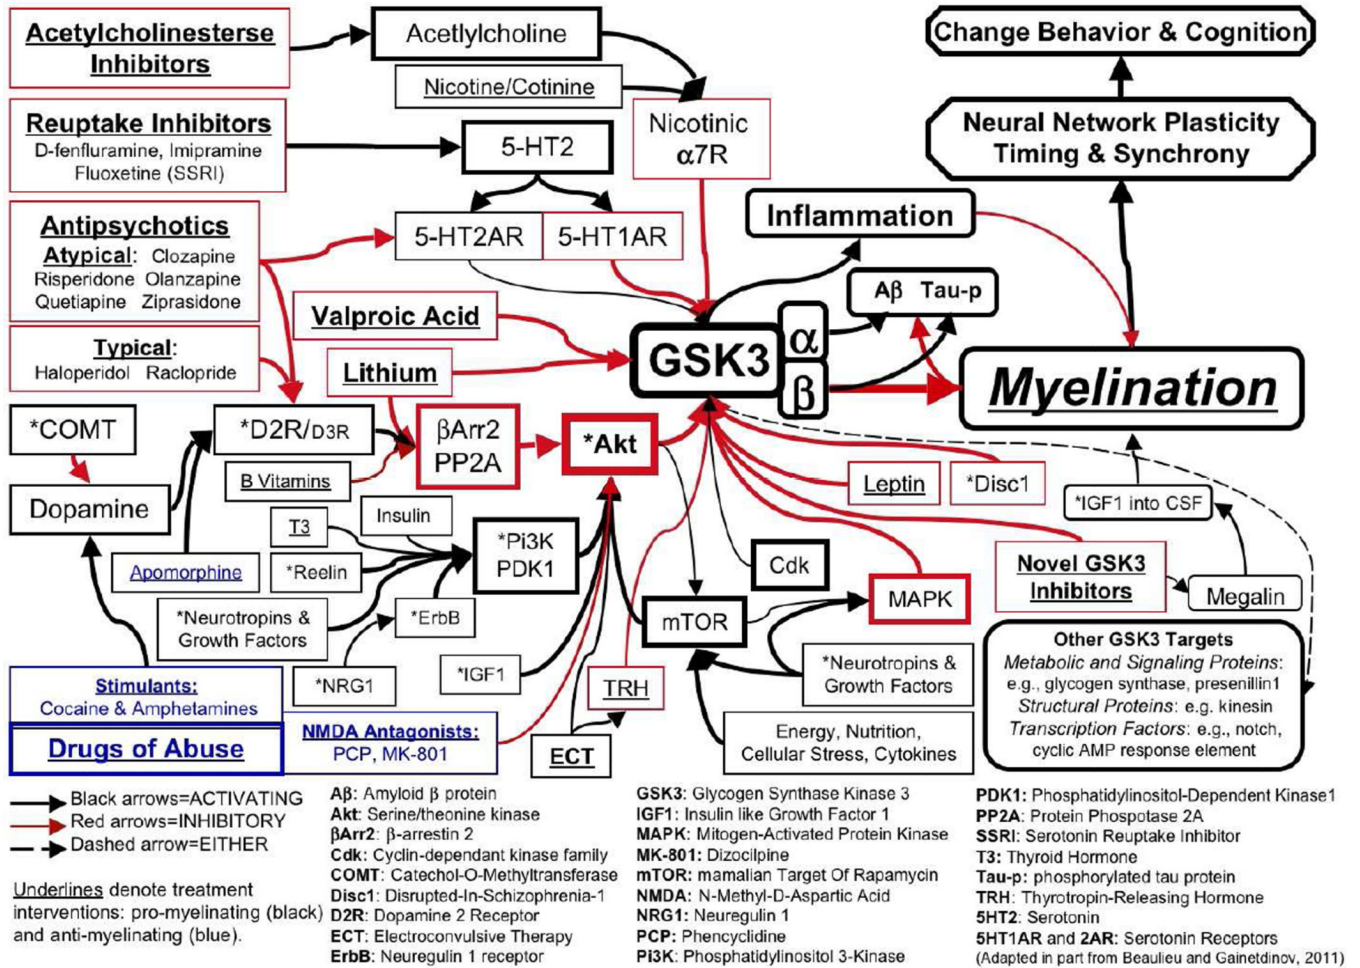 Acetylcholinesterse
Inhibitors
Acetlylcholine
Nicotine/Cotinine
Change Behavior & Cognition
Reuptake Inhibitors
D-fenfluramine, Imipramine
Fluoxetine (SSRI)
5-HT2
Nicotinic
α7R
Neural Network Plasticity
Timing & Synchrony
Antipsychotics
Atypical: Clozapine
Risperidone Olanzapine
Quetiapine Ziprasidone
5-HT2AR
5-HT1AR
Inflammation
Aβ Tau-p
Typical:
Haloperidol Raclopride
Valproic Acid
Lithium
GSK3
α
β
Myelination
*COMT
*D2R/D3R
βArr2
PP2A
*Akt
B Vitamins
Leptin
*Disc1
*IGF1 into CSF
Dopamine
T3
Insulin
*Pi3K
PDK1
Cdk
Novel GSK3
Inhibitors
Megalin
Apomorphine
*Reelin
*Neurotropins &
Growth Factors
*ErbB
mTOR
MAPK
*NRG1
*IGF1
TRH
*Neurotropins &
Growth Factors
Other GSK3 Targets
Metabolic and Signaling Proteins:
e.g., glycogen synthase, presenillin1
Structural Proteins: e.g. kinesin
Transcription Factors: e.g., notch,
cyclic AMP response element
Stimulants:
Cocaine & Amphetamines
Drugs of Abuse
NMDA Antagonists:
PCP, MK-801
ECT
Energy, Nutrition,
Cellular Stress, Cytokines
Black arrows=ACTIVATING
Red arrows=INHIBITORY
Dashed arrow=EITHER
Underlines denote treatment
interventions: pro-myelinating (black)
and anti-myelinating (blue).
Aβ: Amyloid β protein
Akt: Serine/theonine kinase
βArr2: β-arrestin 2
Cdk: Cyclin-dependant kinase family
COMT: Catechol-O-Methyltransferase
Disc1: Disrupted-In-Schizophrenia-1
D2R: Dopamine 2 Receptor
ECT: Electroconvulsive Therapy
ErbB: Neuregulin 1 receptor
GSK3: Glycogen Synthase Kinase 3
IGF1: Insulin like Growth Factor 1
MAPK: Mitogen-Activated Protein Kinase
MK-801: Dizocilpine
mTOR: mamalian Target Of Rapamycin
NMDA: N-Methyl-D-Aspartic Acid
NRG1: Neuregulin 1
PCP: Phencyclidine
Pi3K: Phosphatidylinositol 3-Kinase
PDK1: Phosphatidylinositol-Dependent Kinase1
PP2A: Protein Phospotase 2A
SSRI: Serotonin Reuptake Inhibitor
T3: Thyroid Hormone
Tau-p: phosphorylated tau protein
TRH: Thyrotropin-Releasing Hormone
5HT2: Serotonin
5HT1AR and 2AR: Serotonin Receptors
(Adapted in part from Beaulieu and Gainetdinov, 2011)